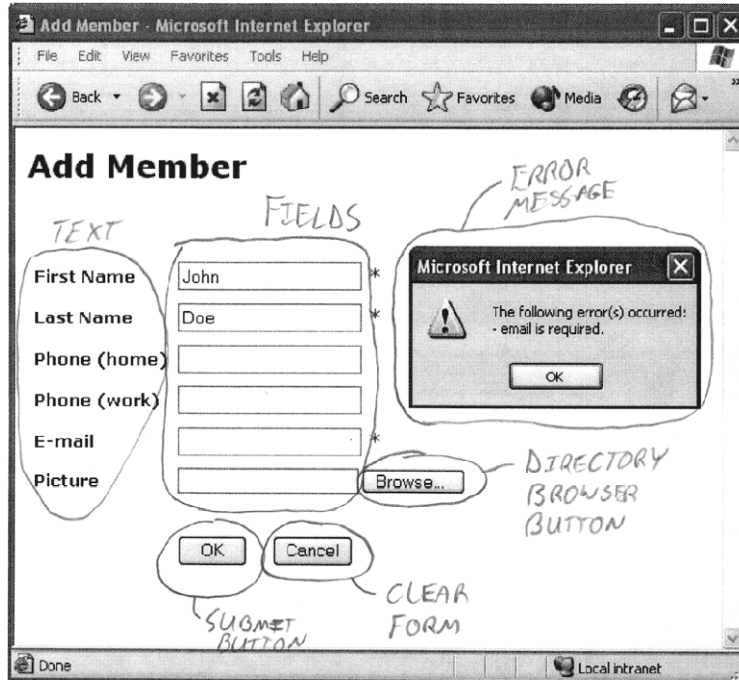 Add Member - Microsoft Internet Explorer
File Edit View Favorites Tools Help
Back Search Favorites Media
Add Member
ERROR
MESSAGE
TEXT
FIELDS
First Name John *
Last Name Doe *
Phone (home)
Phone (work)
E-mail *
Picture Browse...
Microsoft Internet Explorer
The following error(s) occurred:
- email is required.
OK
DIRECTORY
BROWSER
BUTTON
OK Cancel
SUBMIT
BUTTON
CLEAR
FORM
Done Local intranet